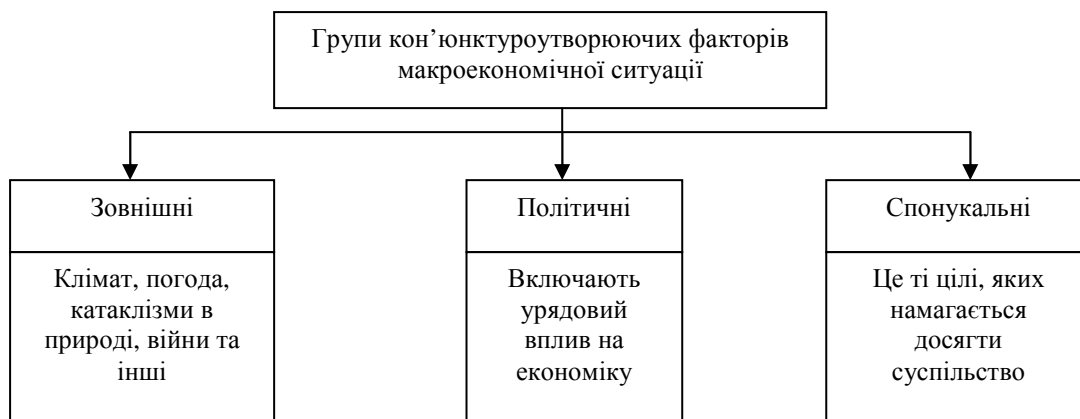 Групи кон’юнктуроутворюючих факторів
макроекономічної ситуації
Зовнішні
Клімат, погода,
катаклізми в
природі, війни та
інші
Політичні
Включають
урядовий
вплив на
економіку
Спонукальні
Це ті цілі, яких
намагається
досягти
суспільство